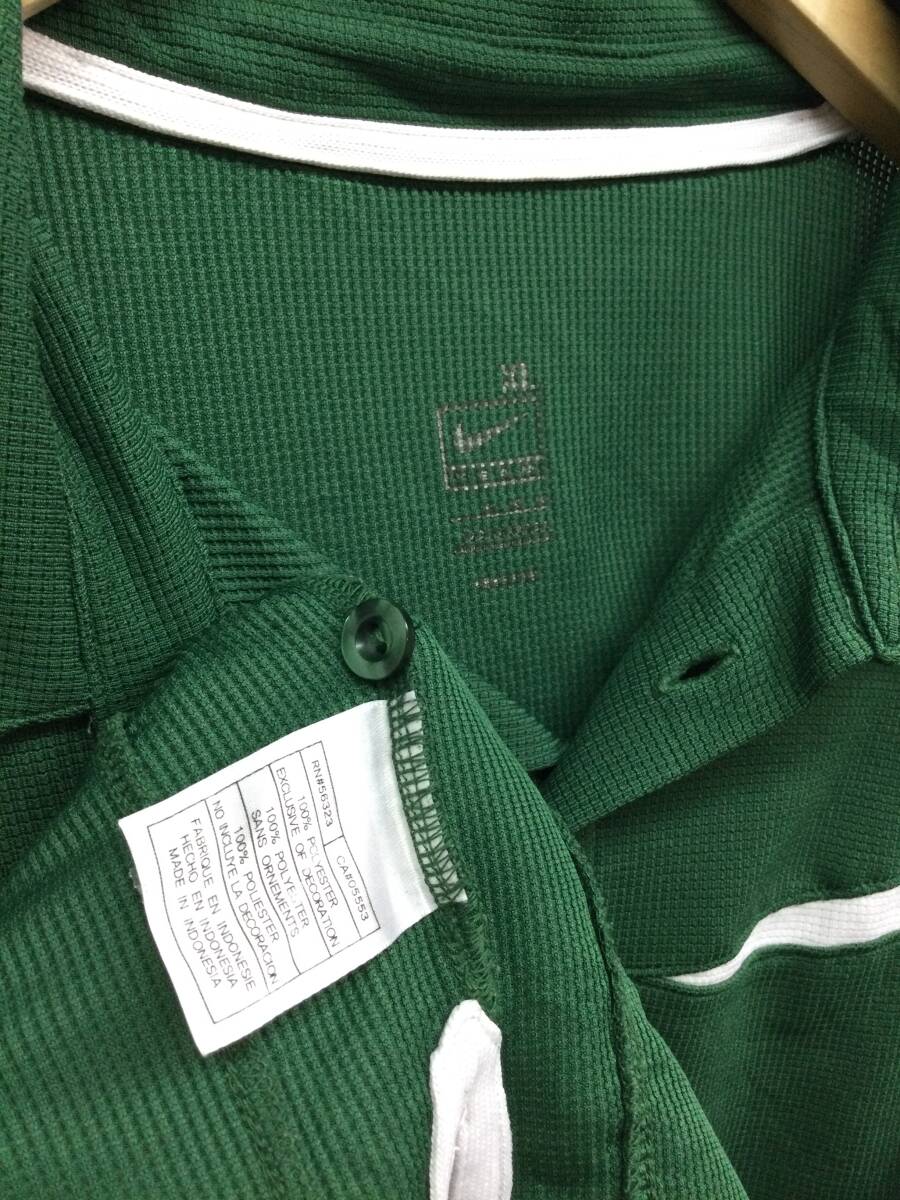 XL
NIKE
RN#56323 CA#05553
100% POLYESTER
EXCLUSIVE OF DECORATION
100% POLYESTER
SANS ORNEMENTS
100% POLIESTER
NO INCLUYE LA DECORACION
FABRIQUE EN INDONESIE
HECHO EN INDONESIA
MADE IN INDONESIA